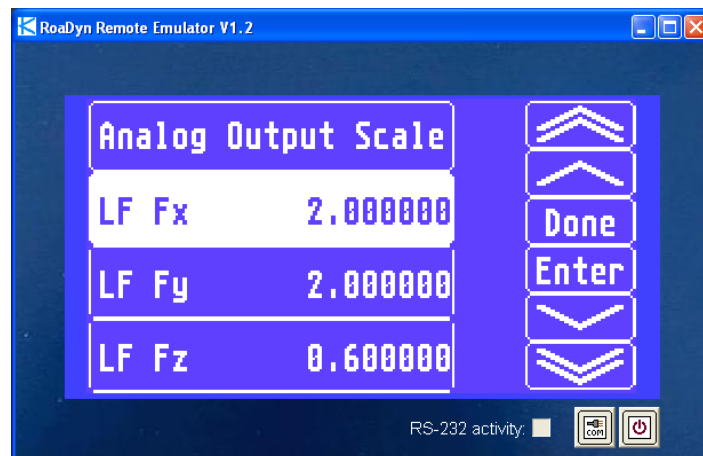 RoaDyn Remote Emulator V1.2
Analog Output Scale
LF Fx 2.000000
LF Fy 2.000000
LF Fz 0.600000
Done
Enter
RS-232 activity:
COM